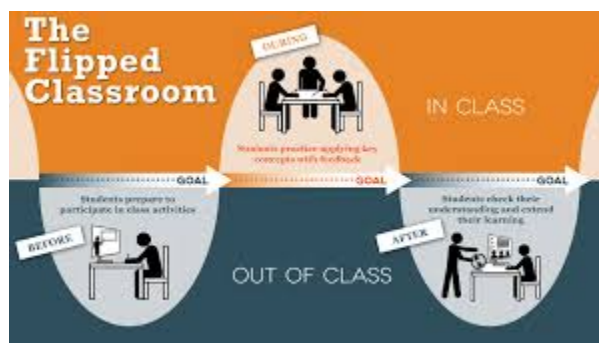 The
Flipped
Classroom
DURING
IN CLASS
Students practice applying key
concepts with feedback
GOAL
GOAL
GOAL
Students prepare to
participate in class activities
Students check their
understanding and extend
their learning
BEFORE
AFTER
OUT OF CLASS